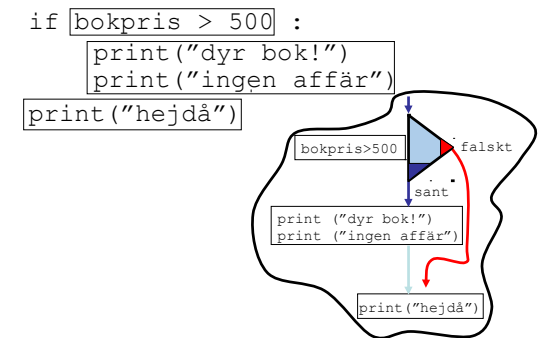 if bokpris > 500 :
print("dyr bok!")
print("ingen affär")
print("hejdå")
bokpris>500
falskt
sant
print ("dyr bok!")
print ("ingen affär")
print("hejdå")